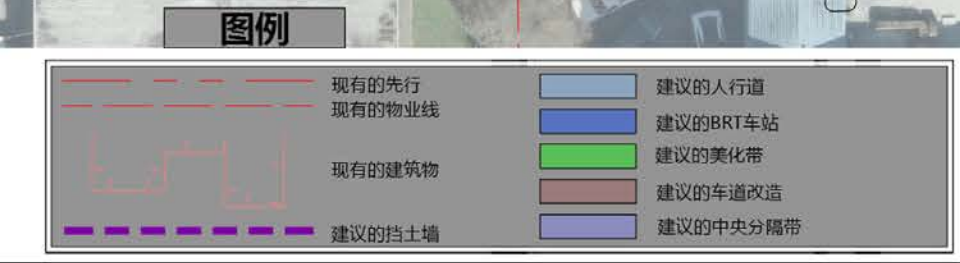 图例
现有的先行
现有的物业线
现有的建筑物
建议的挡土墙
建议的人行道
建议的BRT车站
建议的美化带
建议的车道改造
建议的中央分隔带